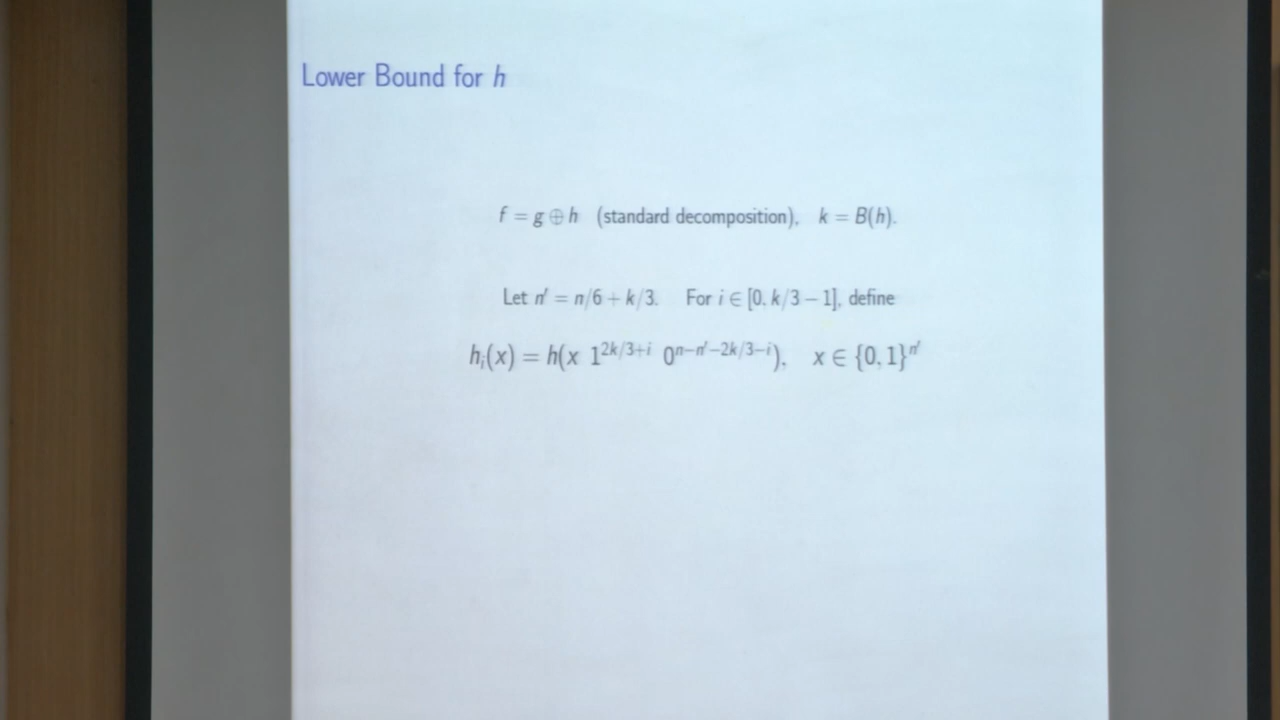 Lower Bound for h
f = g ⊕ h (standard decomposition), k = B(h).
Let n′ = n/6 + k/3. For i ∈ [0, k/3 − 1], define
hᵢ(x) = h(x 1^{2k/3+i} 0^{n−n′−2k/3−i}), x ∈ {0,1}^{n′}